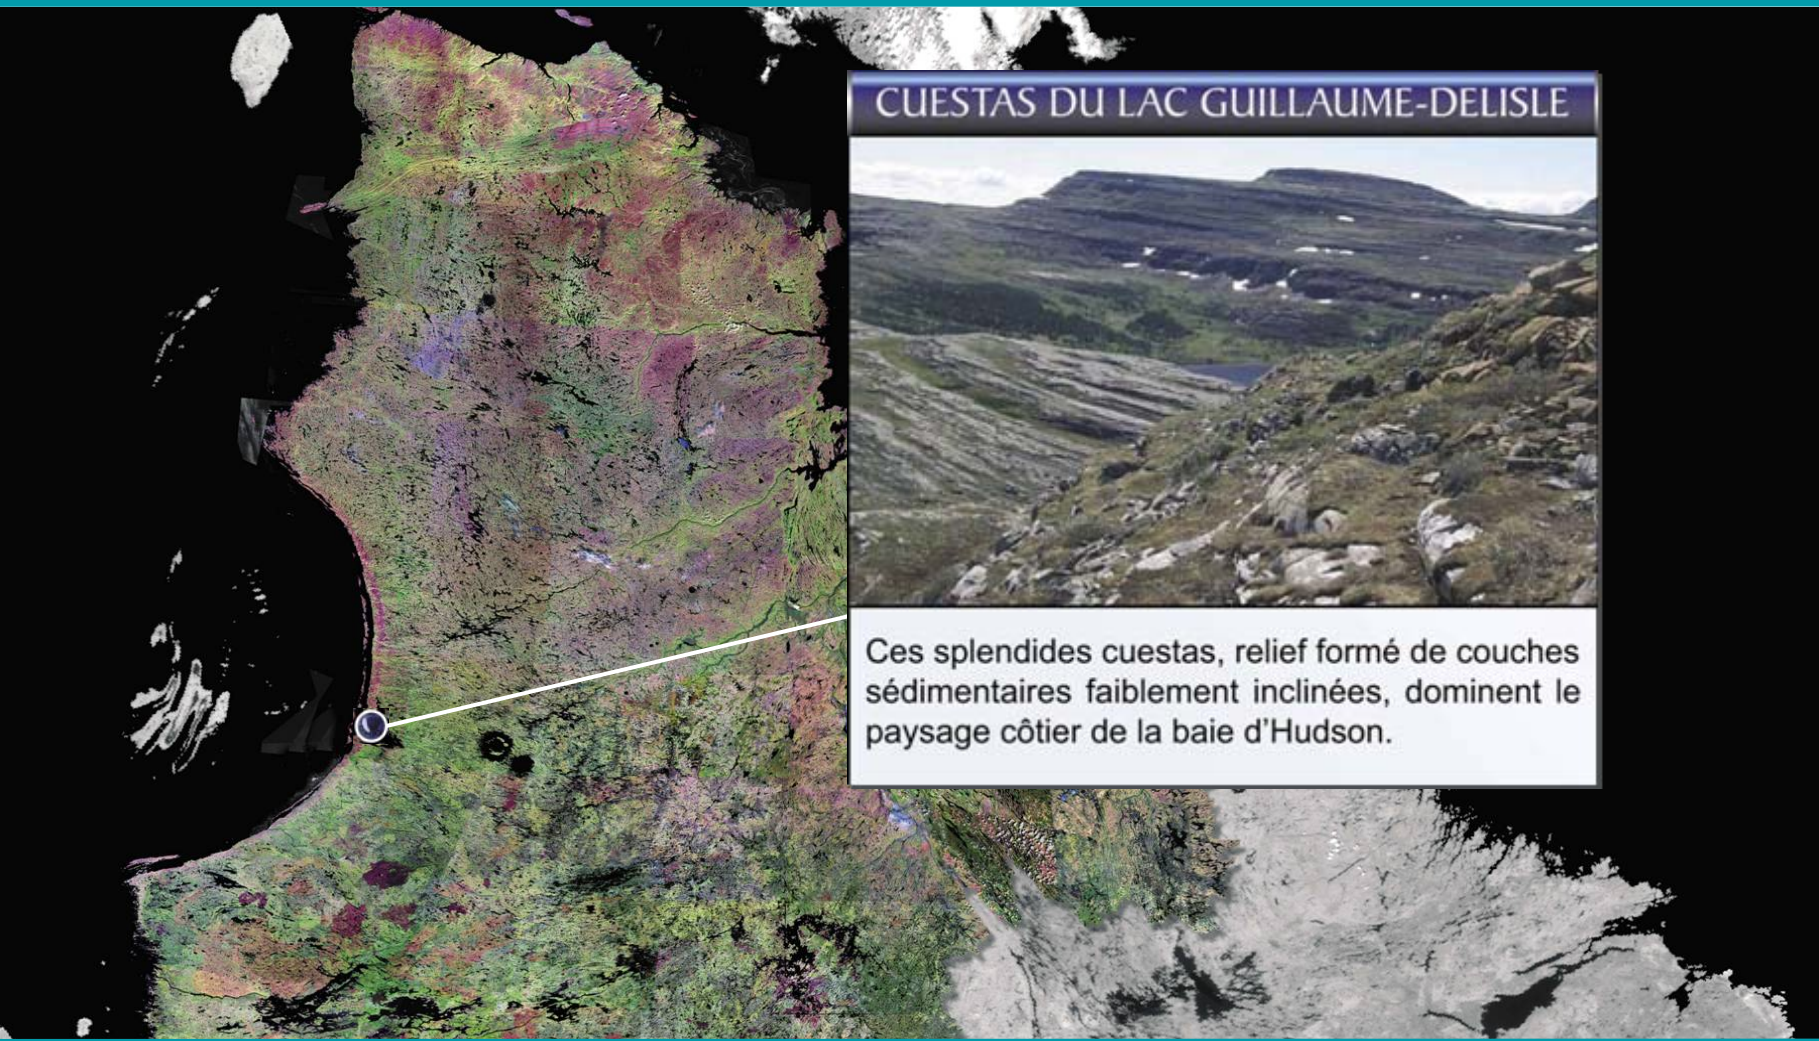 CUESTAS DU LAC GUILLAUME-DELISLE
Ces splendides cuestas, relief formé de couches
sédimentaires faiblement inclinées, dominent le
paysage côtier de la baie d'Hudson.